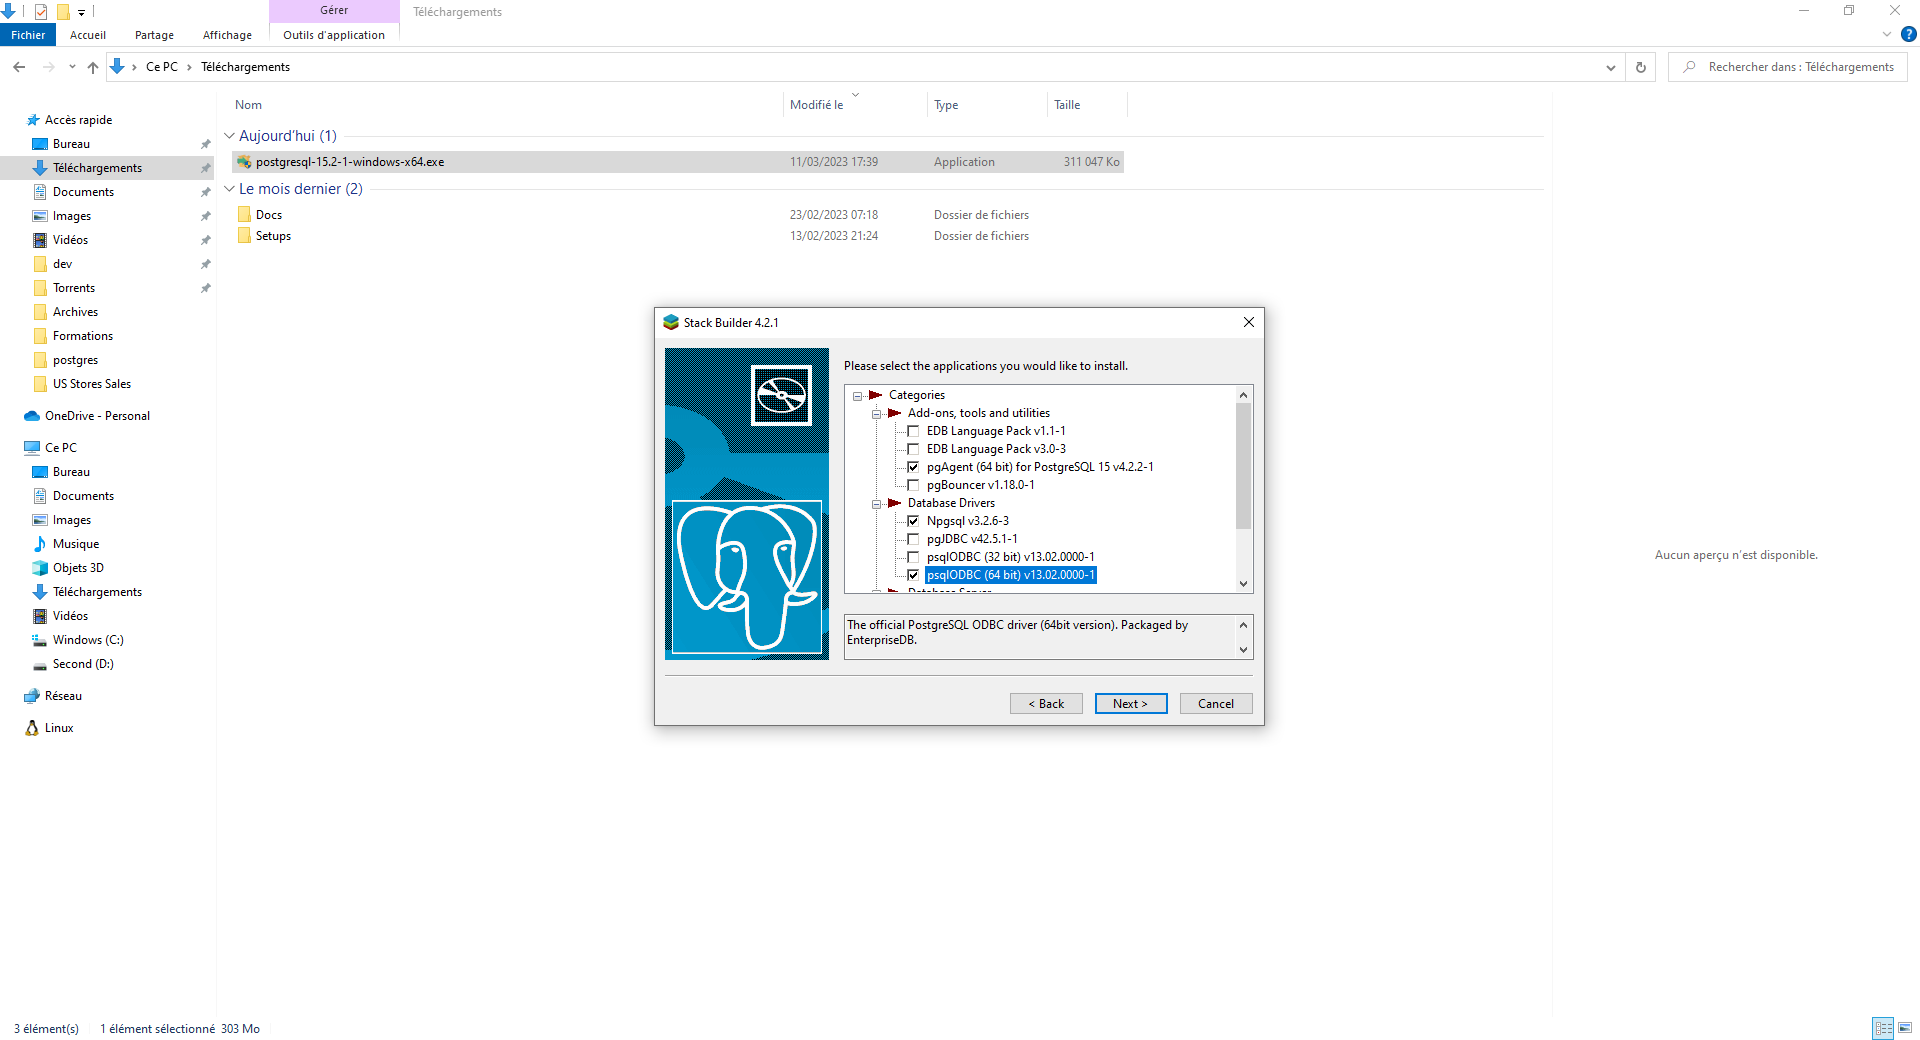 Gérer
Téléchargements
Fichier
Accueil
Partage
Affichage
Outils d'application
?
Ce PC
Téléchargements
Rechercher dans : Téléchargements
Nom
Modifié le
Type
Taille
Accès rapide
Bureau
Téléchargements
Documents
Images
Vidéos
dev
Torrents
Archives
Formations
postgres
US Stores Sales
OneDrive - Personal
Ce PC
Bureau
Documents
Images
Musique
Objets 3D
Téléchargements
Vidéos
Windows (C:)
Second (D:)
Réseau
Linux
Aujourd'hui (1)
postgresql-15.2-1-windows-x64.exe 11/03/2023 17:39 Application 311 047 Ko
Le mois dernier (2)
Docs 23/02/2023 07:18 Dossier de fichiers
Setups 13/02/2023 21:24 Dossier de fichiers
Stack Builder 4.2.1
Please select the applications you would like to install.
Categories
Add-ons, tools and utilities
EDB Language Pack v1.1-1
EDB Language Pack v3.0-3
pgAgent (64 bit) for PostgreSQL 15 v4.2.2-1
pgBouncer v1.18.0-1
Database Drivers
Npgsql v3.2.6-3
pgJDBC v42.5.1-1
psqlODBC (32 bit) v13.02.0000-1
psqlODBC (64 bit) v13.02.0000-1
Database Server
The official PostgreSQL ODBC driver (64bit version). Packaged by
EnterpriseDB.
< Back
Next >
Cancel
Aucun aperçu n'est disponible.
3 élément(s)
1 élément sélectionné 303 Mo